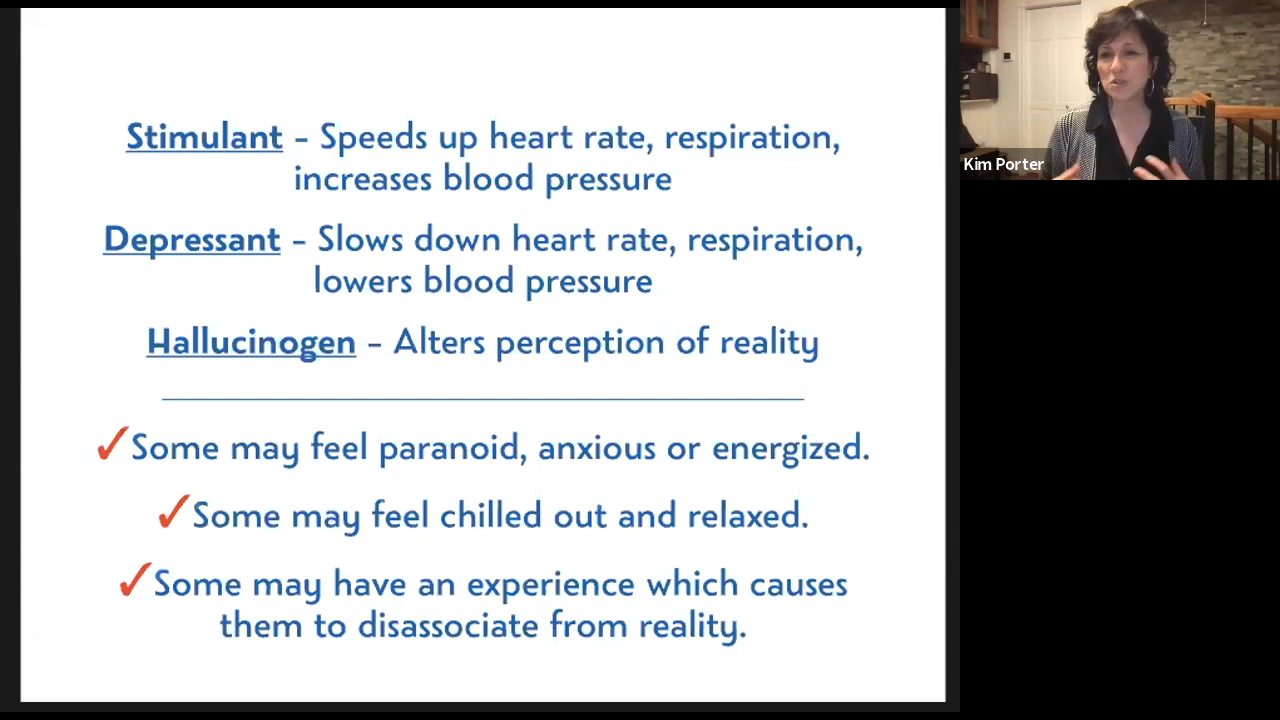 Stimulant – Speeds up heart rate, respiration,
increases blood pressure
Depressant – Slows down heart rate, respiration,
lowers blood pressure
Hallucinogen – Alters perception of reality
✓Some may feel paranoid, anxious or energized.
✓Some may feel chilled out and relaxed.
✓Some may have an experience which causes
them to disassociate from reality.
Kim Porter